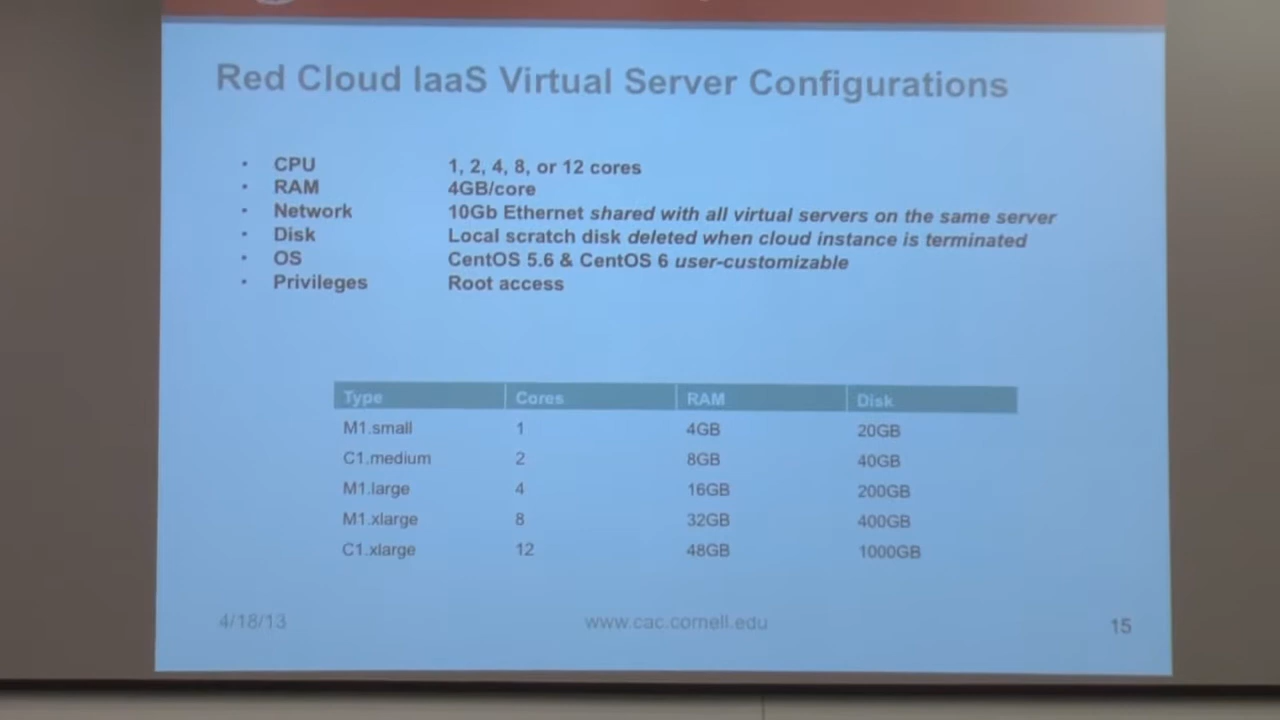 Red Cloud IaaS Virtual Server Configurations
• CPU 1, 2, 4, 8, or 12 cores
• RAM 4GB/core
• Network 10Gb Ethernet shared with all virtual servers on the same server
• Disk Local scratch disk deleted when cloud instance is terminated
• OS CentOS 5.6 & CentOS 6 user-customizable
• Privileges Root access
Type Cores RAM Disk
M1.small 1 4GB 20GB
C1.medium 2 8GB 40GB
M1.large 4 16GB 200GB
M1.xlarge 8 32GB 400GB
C1.xlarge 12 48GB 1000GB
4/18/13 www.cac.cornell.edu 15